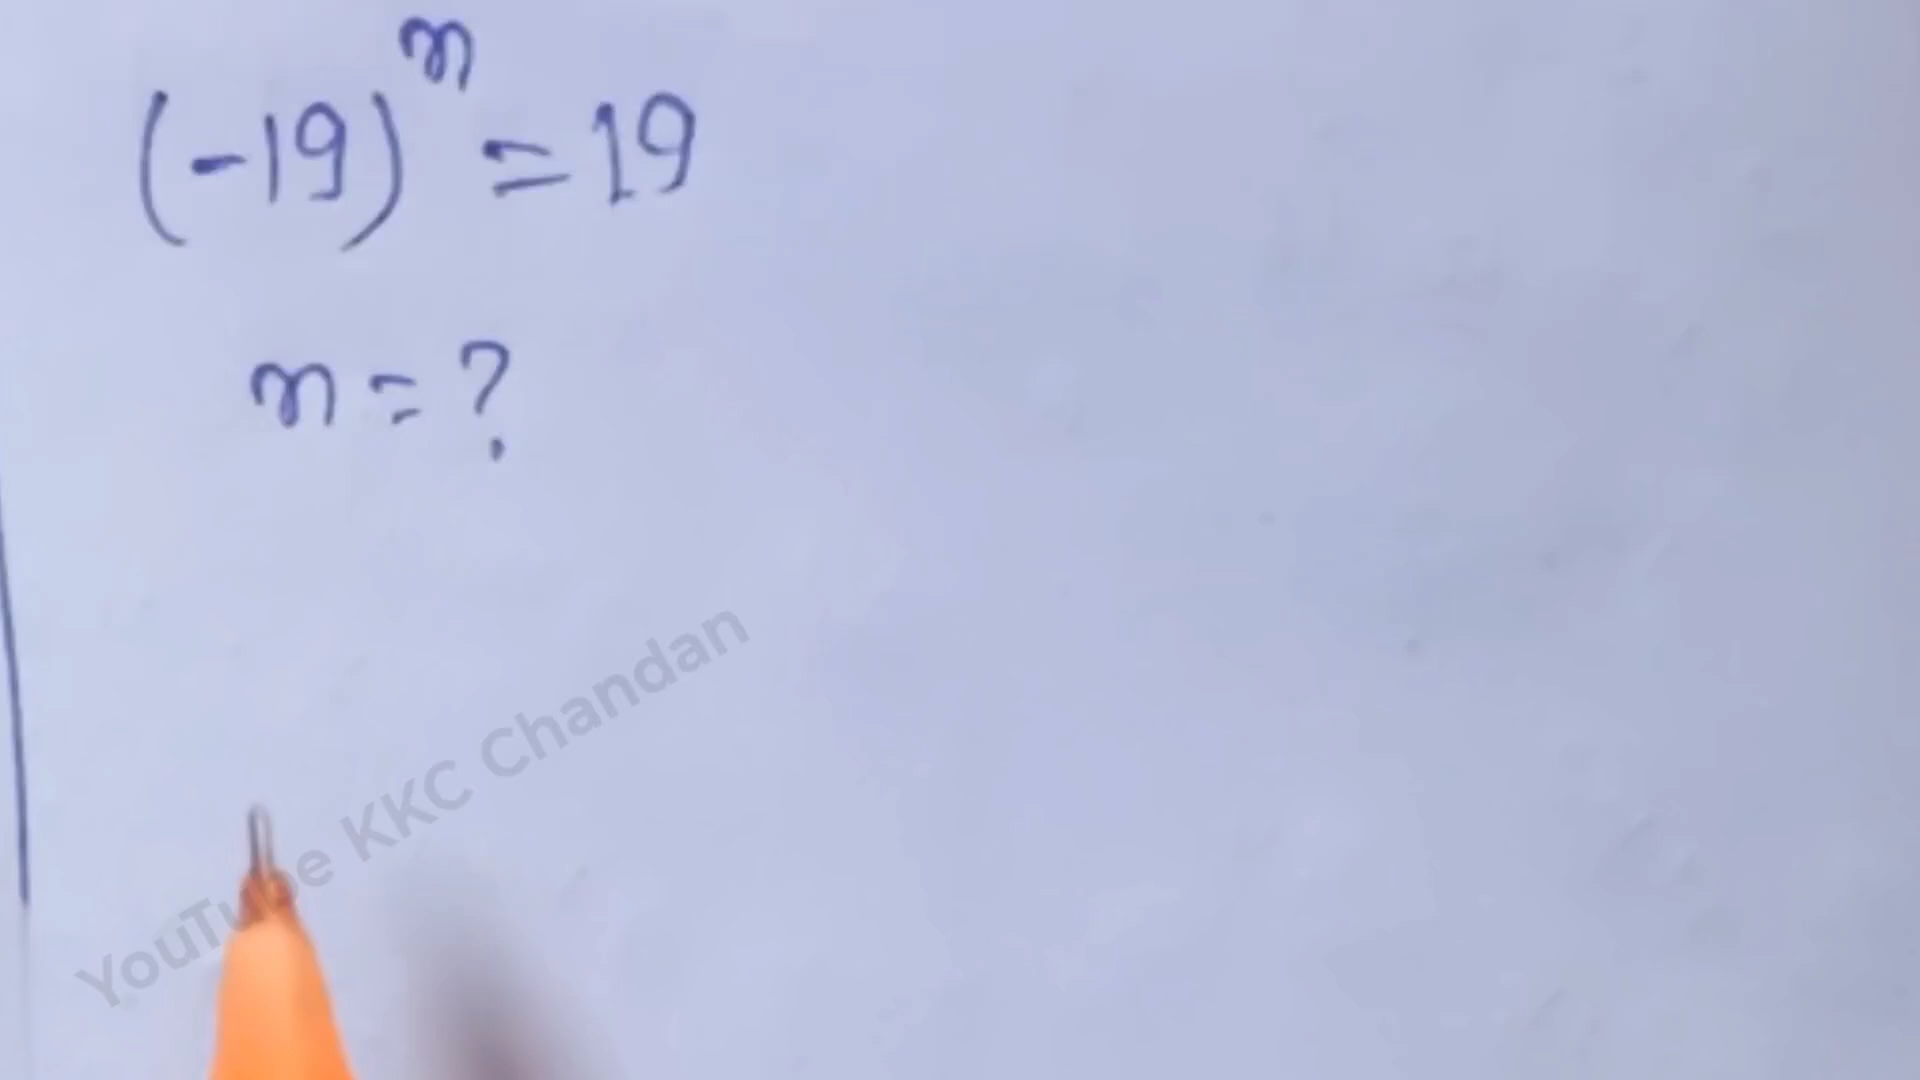 (-19)^n = 19
n = ?
YouTube KKC Chandan